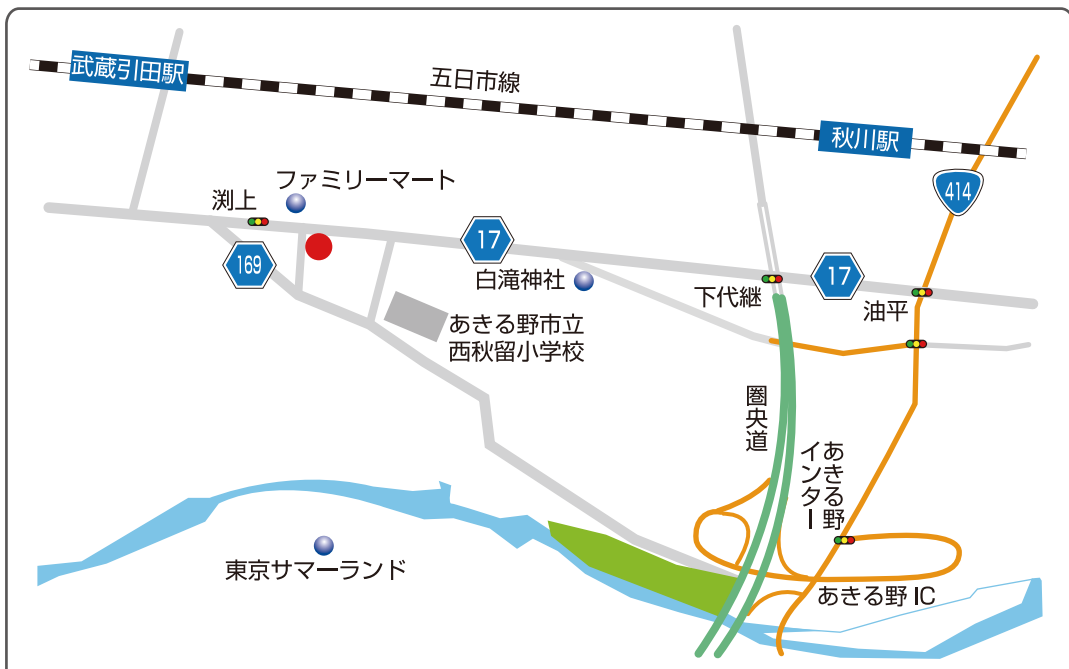 武蔵引田駅
五日市線
秋川駅
414
ファミリーマート
渕上
17
169
白滝神社
下代継
17
油平
あきる野市立
西秋留小学校
圏央道
あきる野
インター
東京サマーランド
あきる野 IC